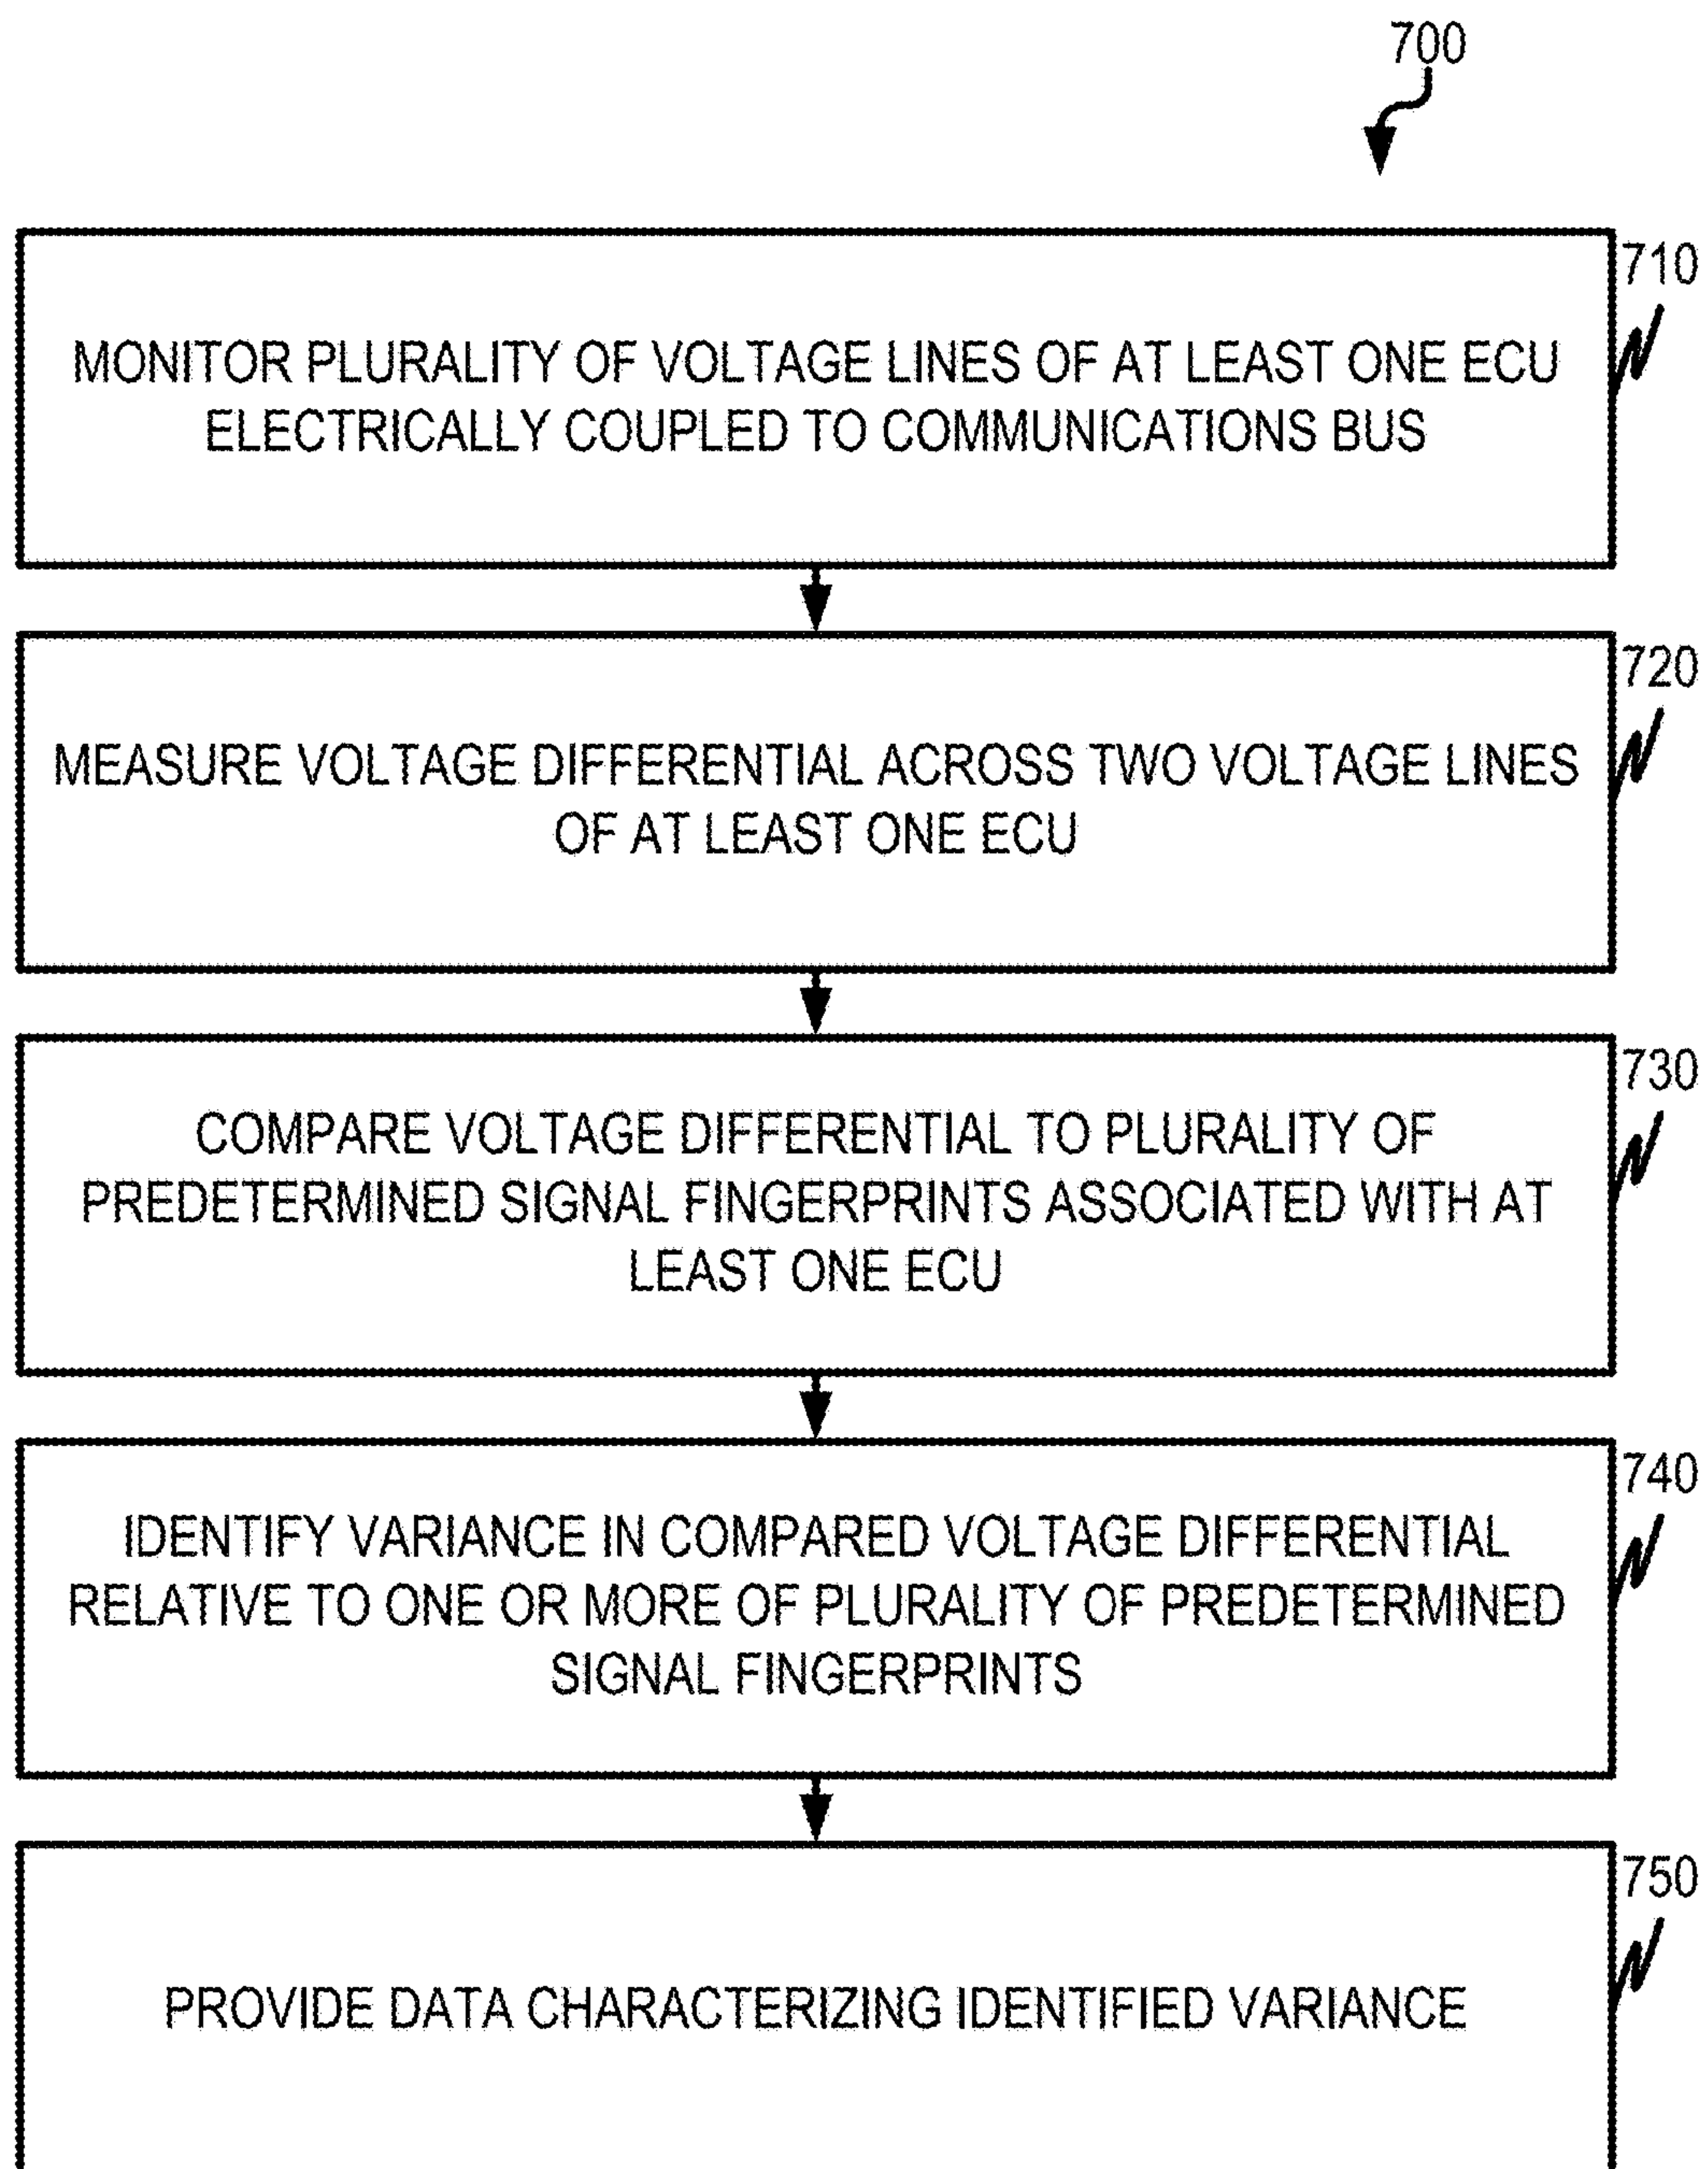 700
710
MONITOR PLURALITY OF VOLTAGE LINES OF AT LEAST ONE ECU
ELECTRICALLY COUPLED TO COMMUNICATIONS BUS
720
MEASURE VOLTAGE DIFFERENTIAL ACROSS TWO VOLTAGE LINES
OF AT LEAST ONE ECU
730
COMPARE VOLTAGE DIFFERENTIAL TO PLURALITY OF
PREDETERMINED SIGNAL FINGERPRINTS ASSOCIATED WITH AT
LEAST ONE ECU
740
IDENTIFY VARIANCE IN COMPARED VOLTAGE DIFFERENTIAL
RELATIVE TO ONE OR MORE OF PLURALITY OF PREDETERMINED
SIGNAL FINGERPRINTS
750
PROVIDE DATA CHARACTERIZING IDENTIFIED VARIANCE